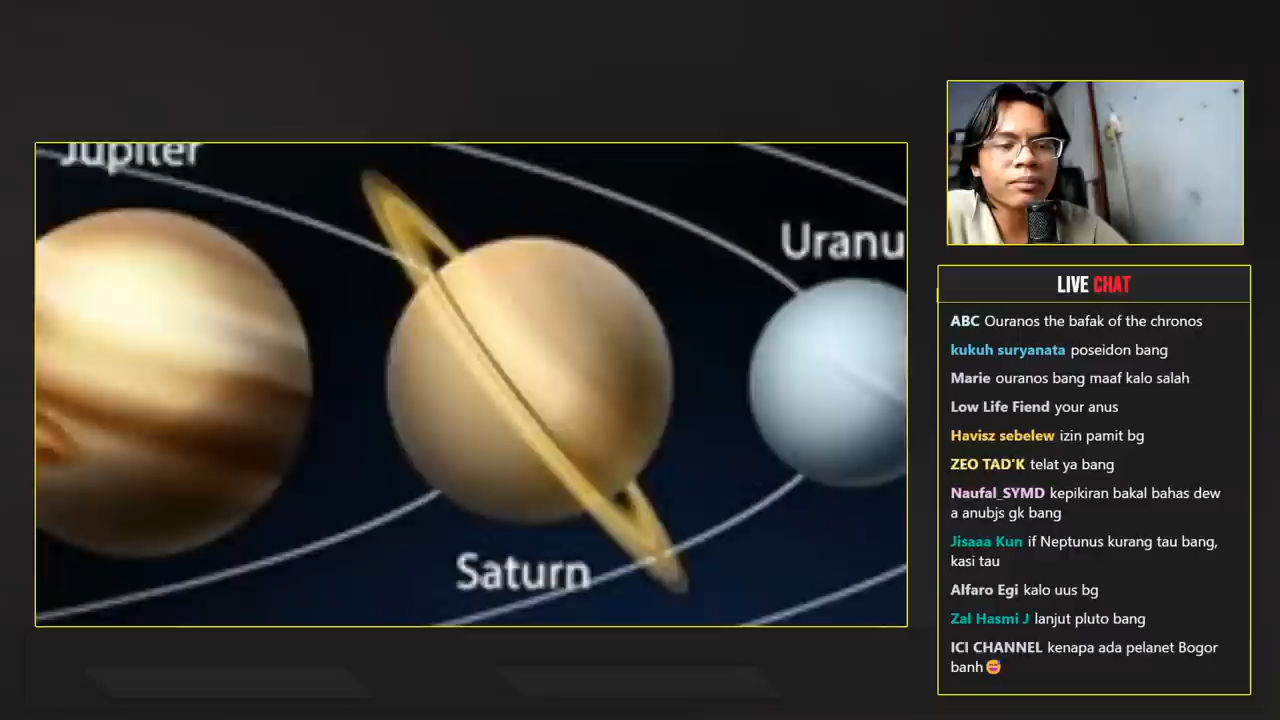 Jupiter
Uranu
Saturn
LIVE CHAT
ABC Ouranos the bafak of the chronos
kukuh suryanata poseidon bang
Marie ouranos bang maaf kalo salah
Low Life Fiend your anus
Havisz sebelew izin pamit bg
ZEO TAD'K telat ya bang
Naufal_SYMD kepikiran bakal bahas dew
a anubjs gk bang
Jisaaa Kun if Neptunus kurang tau bang,
kasi tau
Alfaro Egi kalo uus bg
Zal Hasmi J lanjut pluto bang
ICI CHANNEL kenapa ada pelanet Bogor
banh😅